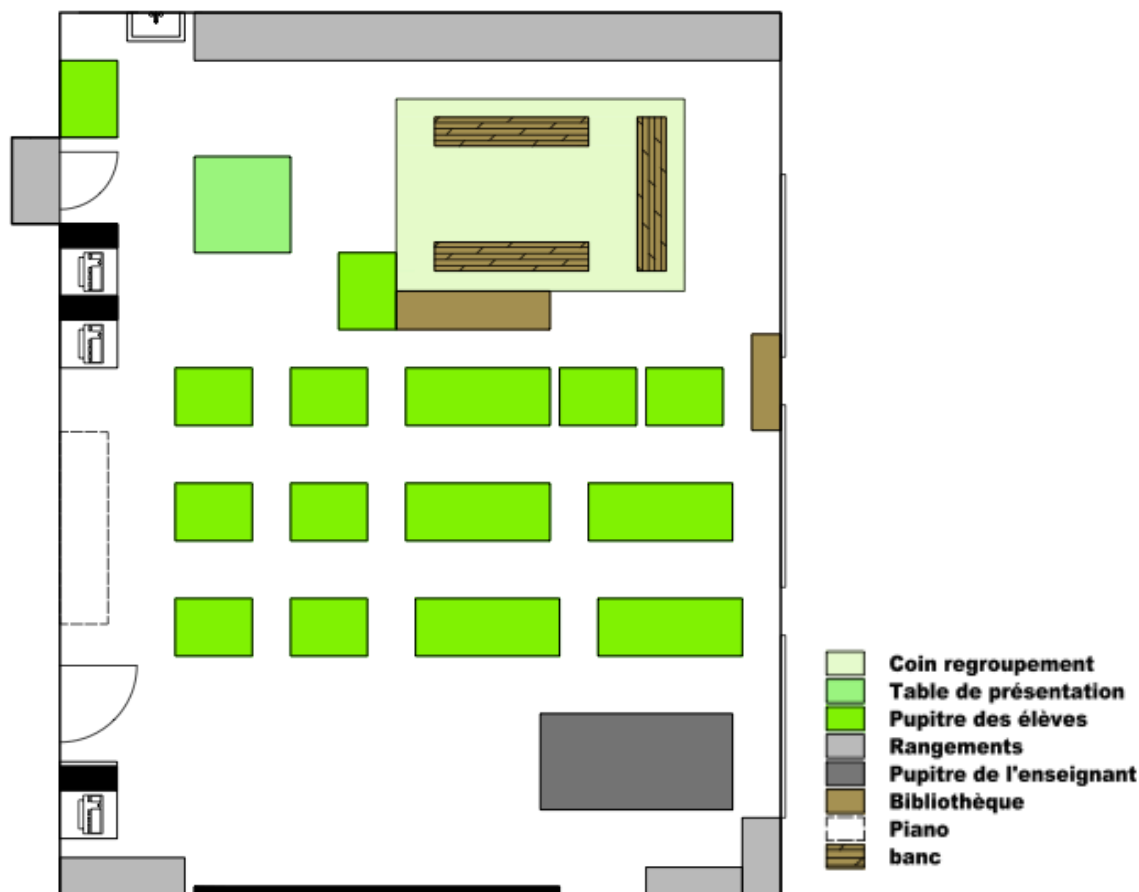 Coin regroupement
Table de présentation
Pupitre des élèves
Rangements
Pupitre de l'enseignant
Bibliothèque
Piano
banc